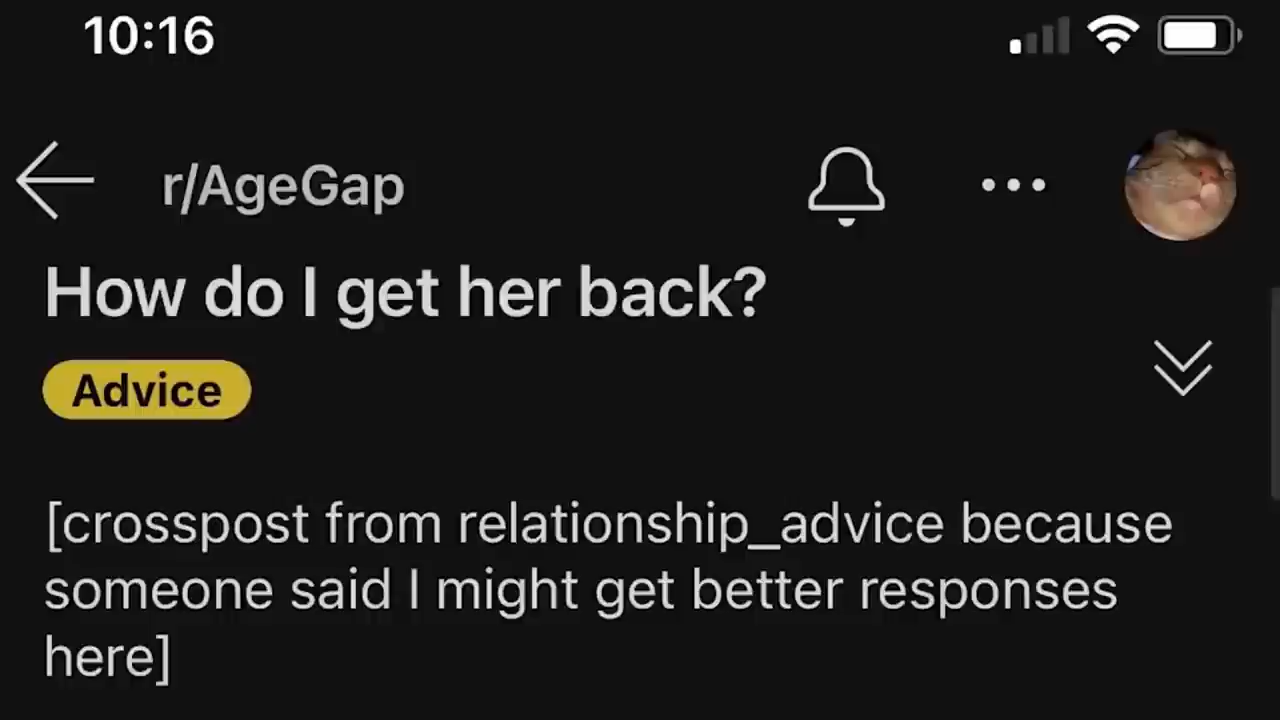 10:16
r/AgeGap
How do I get her back?
Advice
[crosspost from relationship_advice because
someone said I might get better responses
here]